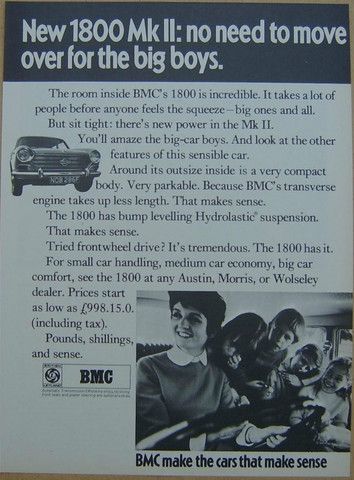 New 1800 Mk II: no need to move
over for the big boys.
The room inside BMC's 1800 is incredible. It takes a lot of
people before anyone feels the squeeze—big ones and all.
But sit tight: there's new power in the Mk II.
You'll amaze the big-car boys. And look at the other
features of this sensible car.
Around its outsize inside is a very compact
body. Very parkable. Because BMC's transverse
engine takes up less length. That makes sense.
The 1800 has bump levelling Hydrolastic® suspension.
That makes sense.
Tried frontwheel drive? It's tremendous. The 1800 has it.
For small car handling, medium car economy, big car
comfort, see the 1800 at any Austin, Morris, or Wolseley
dealer. Prices start
as low as £998.15.0.
(including tax).
Pounds, shillings,
and sense.
BRITISH
LEYLAND
BMC
BMC make the cars that make sense